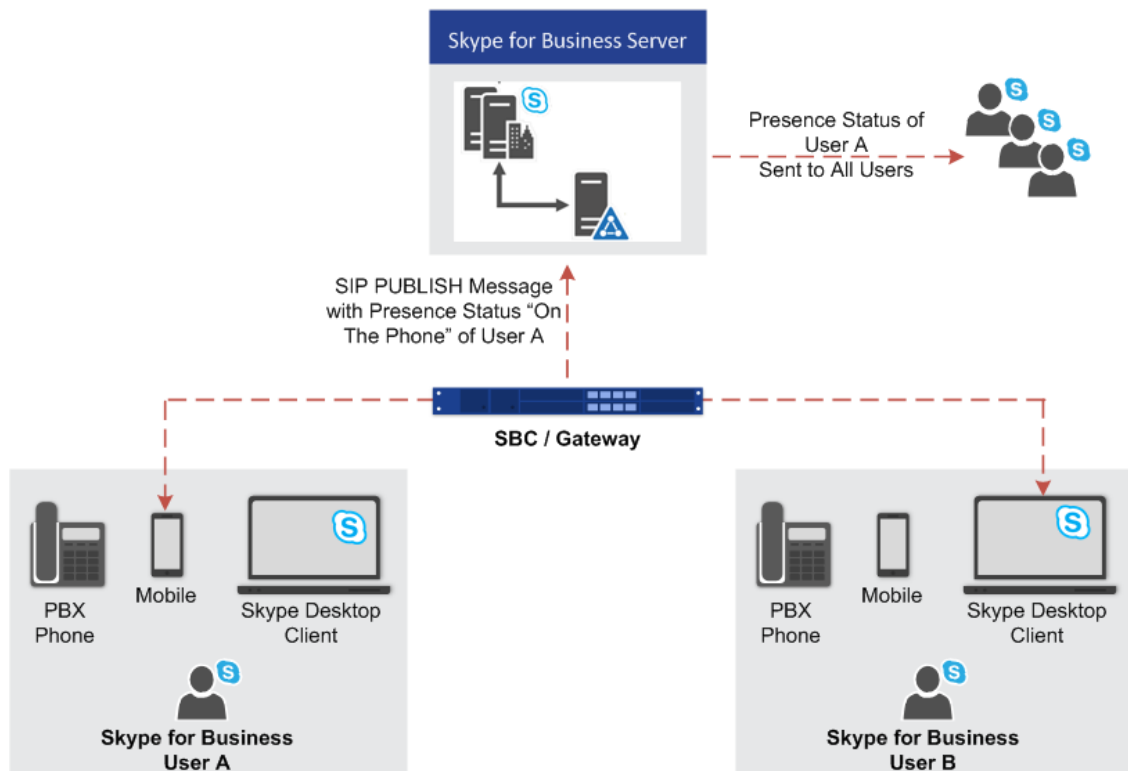 Skype for Business Server
S
S
S
S
Presence Status of
User A
Sent to All Users
SIP PUBLISH Message
with Presence Status “On
The Phone” of User A
SBC / Gateway
S
PBX
Phone
Mobile
Skype Desktop
Client
S
Skype for Business
User A
S
PBX
Phone
Mobile
Skype Desktop
Client
S
Skype for Business
User B